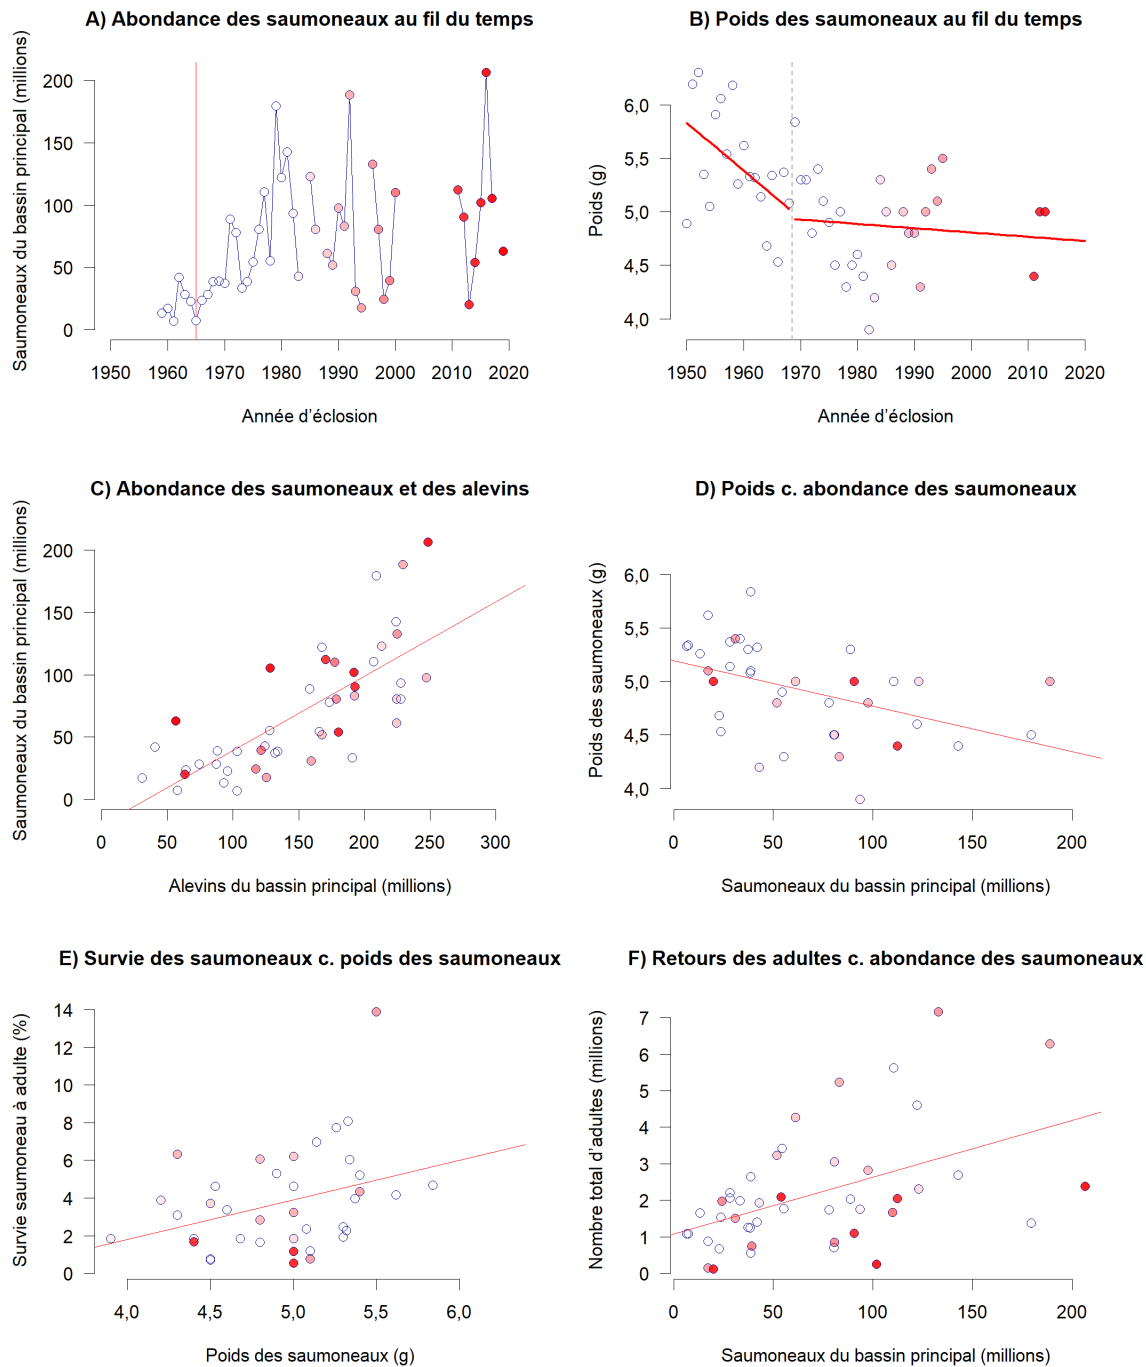 A) Abondance des saumoneaux au fil du temps
Saumoneaux du bassin principal (millions)
200
150
100
50
0
1950 1960 1970 1980 1990 2000 2010 2020
Année d'éclosion
B) Poids des saumoneaux au fil du temps
Poids (g)
6,0
5,5
5,0
4,5
4,0
1950 1960 1970 1980 1990 2000 2010 2020
Année d'éclosion
C) Abondance des saumoneaux et des alevins
Saumoneaux du bassin principal (millions)
200
150
100
50
0
0 50 100 150 200 250 300
Alevins du bassin principal (millions)
D) Poids c. abondance des saumoneaux
Poids des saumoneaux (g)
6,0
5,5
5,0
4,5
4,0
0 50 100 150 200
Saumoneaux du bassin principal (millions)
E) Survie des saumoneaux c. poids des saumoneaux
Survie saumoneau à adulte (%)
14
12
10
8
6
4
2
0
4,0 4,5 5,0 5,5 6,0
Poids des saumoneaux (g)
F) Retours des adultes c. abondance des saumoneaux
Nombre total d'adultes (millions)
7
6
5
4
3
2
1
0
0 50 100 150 200
Saumoneaux du bassin principal (millions)